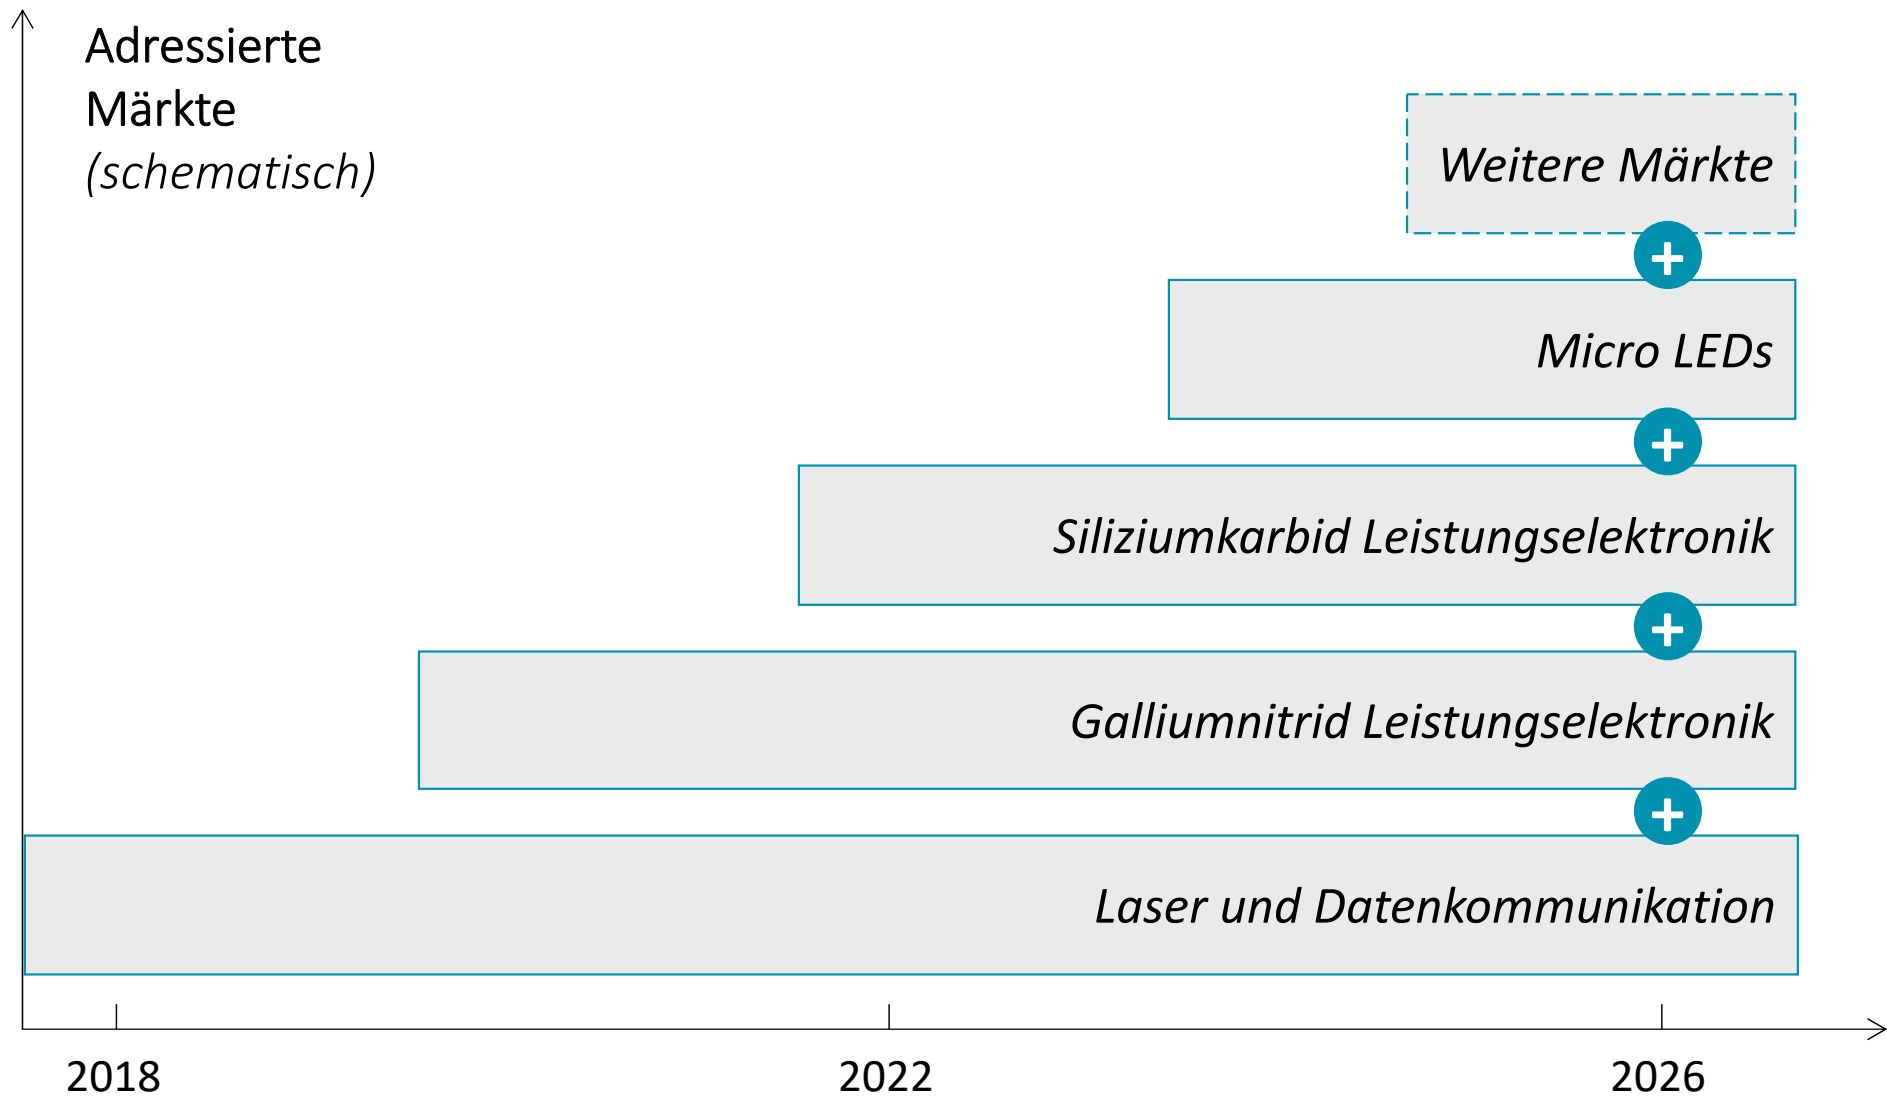 Adressierte
Märkte
(schematisch)
Weitere Märkte
+
Micro LEDs
+
Siliziumkarbid Leistungselektronik
+
Galliumnitrid Leistungselektronik
+
Laser und Datenkommunikation
2018 2022 2026